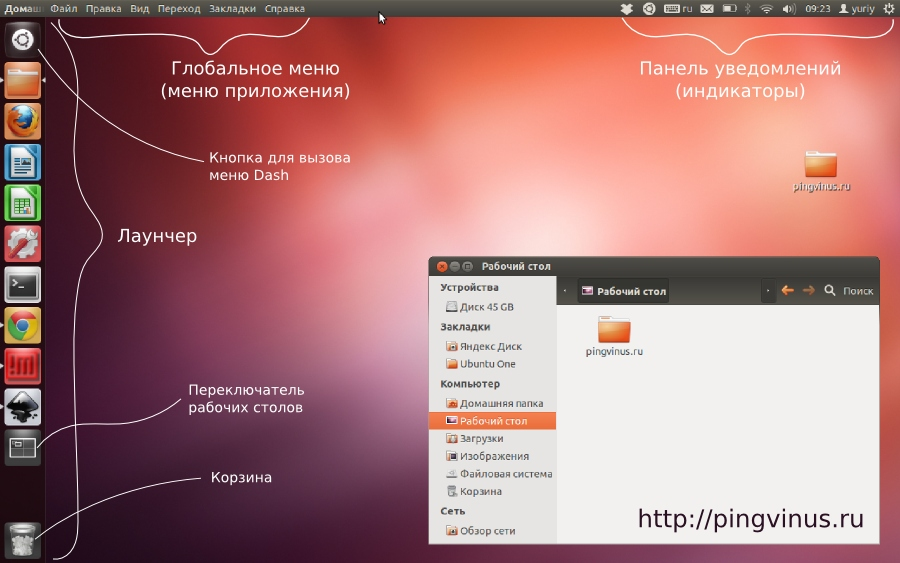 Файл Правка Вид Переход Закладки Справка
ru 09:23 yuriy
Глобальное меню
(меню приложения)
Панель уведомлений
(индикаторы)
Кнопка для вызова
меню Dash
pingvinus.ru
Лаунчер
Рабочий стол
Устройства
Рабочий стол
Поиск
Диск 45 GB
Закладки
Яндекс Диск
Ubuntu One
pingvinus.ru
Компьютер
Домашняя папка
Рабочий стол
Загрузки
Изображения
Файловая система
Корзина
Сеть
Обзор сети
Переключатель
рабочих столов
Корзина
http://pingvinus.ru